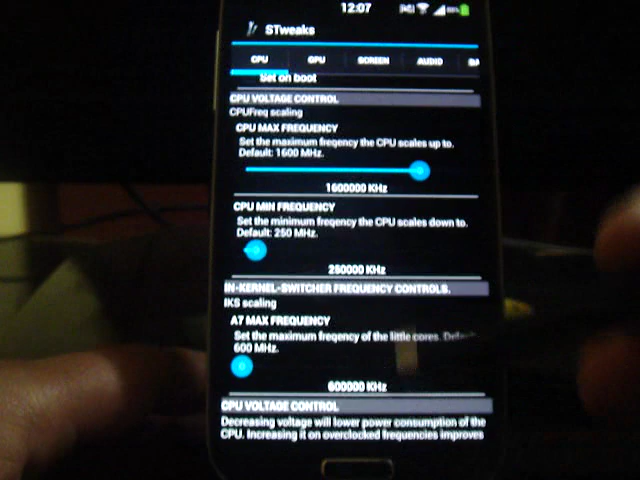 12:07
STweaks
CPU GPU SCREEN AUDIO BA
Set on boot
CPU VOLTAGE CONTROL
CPUFreq scaling
CPU MAX FREQUENCY
Set the maximum freqency the CPU scales up to.
Default: 1600 MHz.
1600000 KHz
CPU MIN FREQUENCY
Set the minimum freqency the CPU scales down to.
Default: 250 MHz.
250000 KHz
IN-KERNEL-SWITCHER FREQUENCY CONTROLS.
IKS scaling
A7 MAX FREQUENCY
Set the maximum freqency of the little cores.
600 MHz.
600000 KHz
CPU VOLTAGE CONTROL
Decreasing voltage will lower power consumption of the
CPU. Increasing it on overclocked frequencies improves